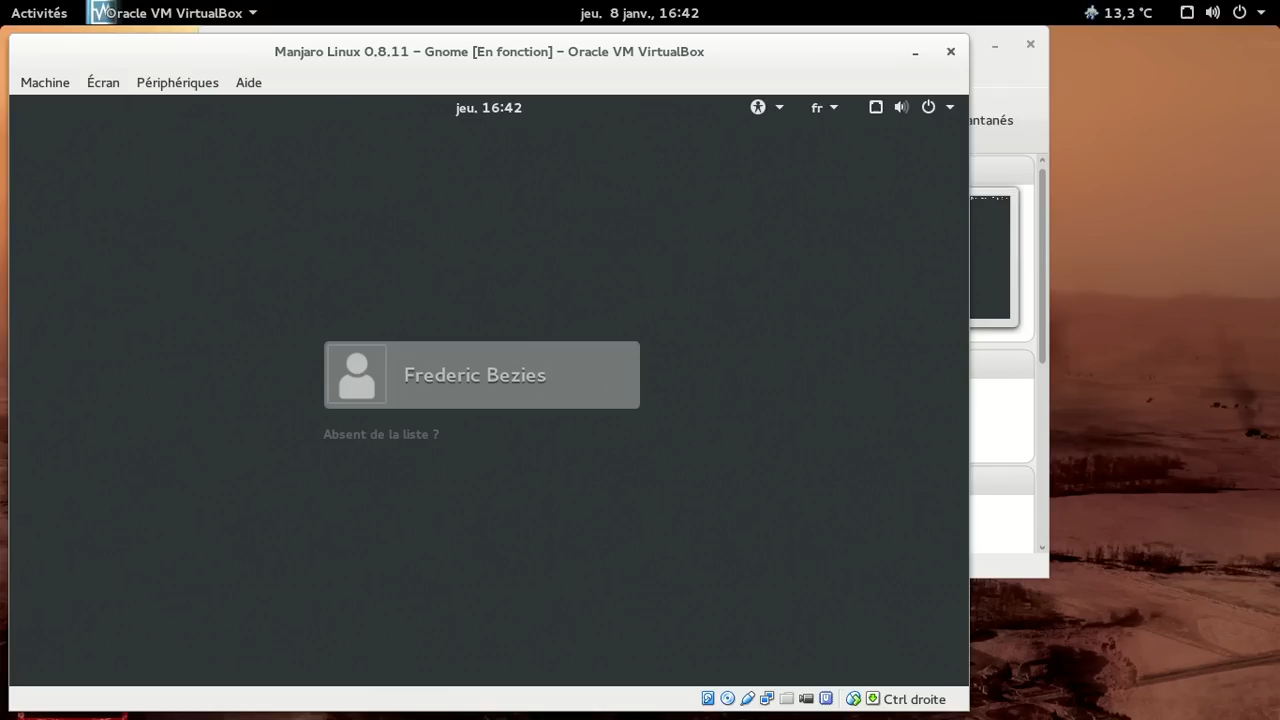 Activités
Oracle VM VirtualBox
jeu. 8 janv., 16:42
13,3 °C
Manjaro Linux 0.8.11 – Gnome [En fonction] – Oracle VM VirtualBox
Machine Écran Périphériques Aide
jeu. 16:42
fr
antanés
Frederic Bezies
Absent de la liste ?
Ctrl droite